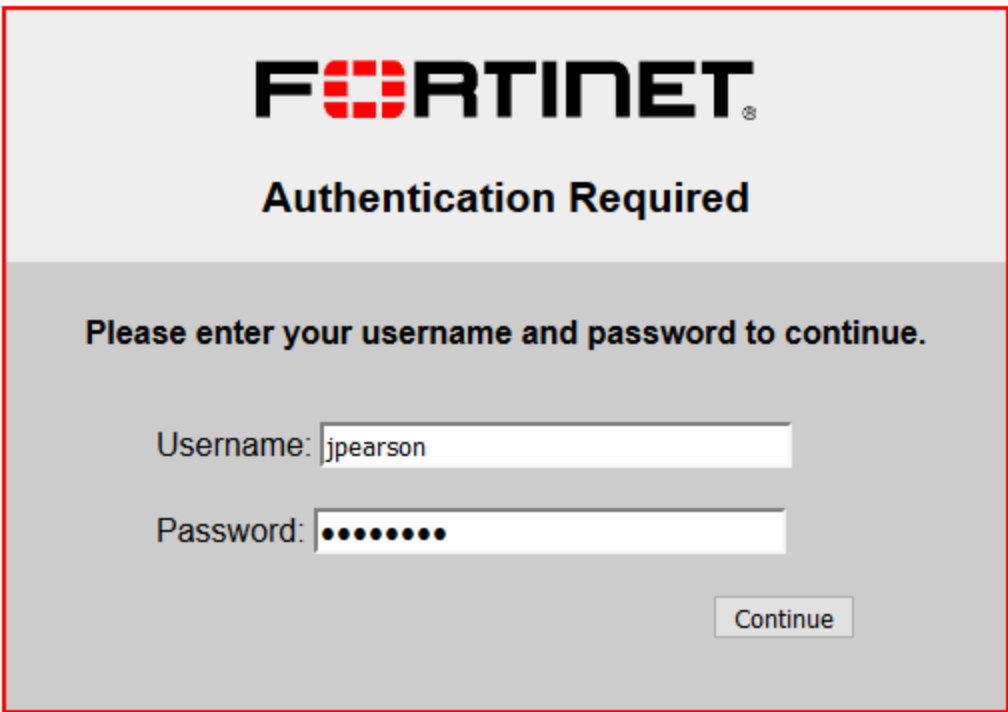 FORTINET®
Authentication Required
Please enter your username and password to continue.
Username: jpearson
Password: ••••••••
Continue